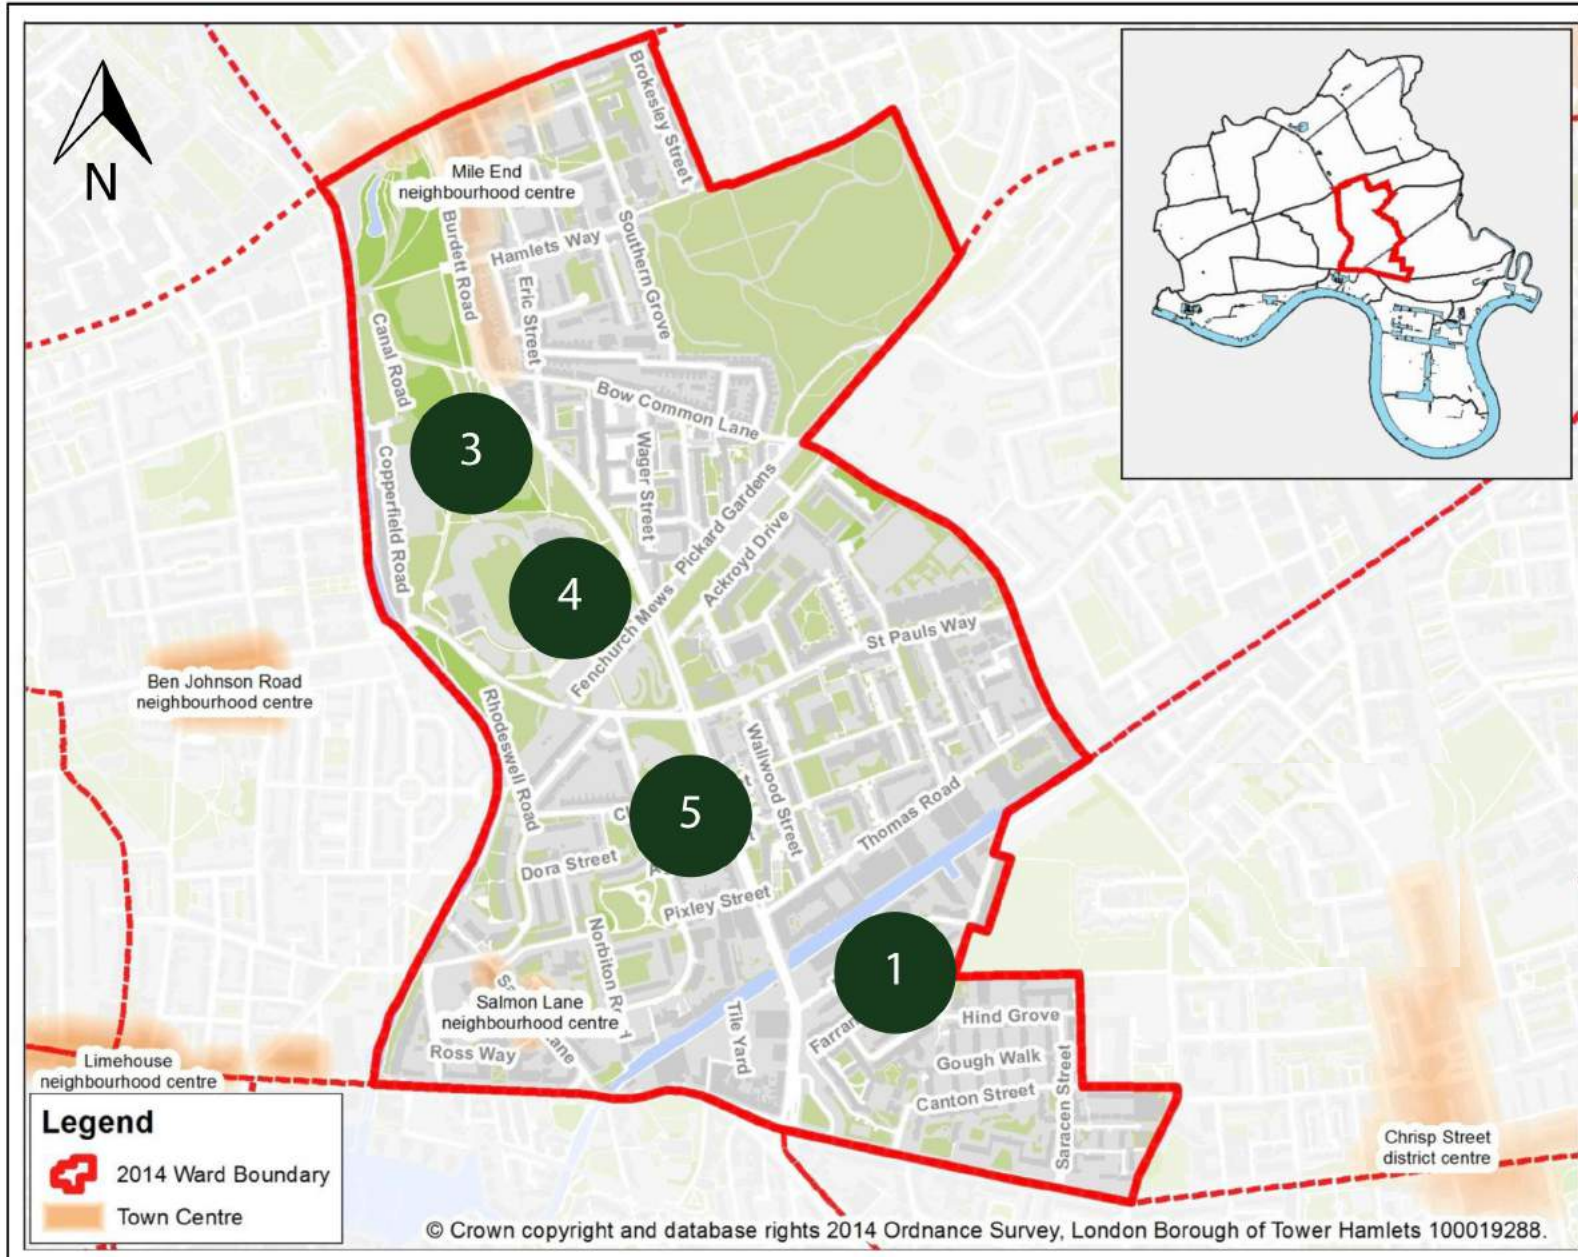 N
Brokesley Street
Mile End
neighbourhood centre
Burdett Road
Hamlets Way
Southern Grove
Eric Street
Canal Road
Bow Common Lane
3
Copperfield Road
Wager Street
Pickard Gardens
Ackroyd Drive
4
Fenchurch Mews
St Pauls Way
Ben Johnson Road
neighbourhood centre
Rhodeswell Road
Wallwood Street
5
Thomas Road
Dora Street
Pixley Street
Norbiton
1
Salmon Lane
neighbourhood centre
Lane
Tile Yard
Hind Grove
Ross Way
Gough Walk
Canton Street
Saracen Street
Limehouse
neighbourhood centre
Chrisp Street
district centre
Legend
2014 Ward Boundary
Town Centre
© Crown copyright and database rights 2014 Ordnance Survey, London Borough of Tower Hamlets 100019288.